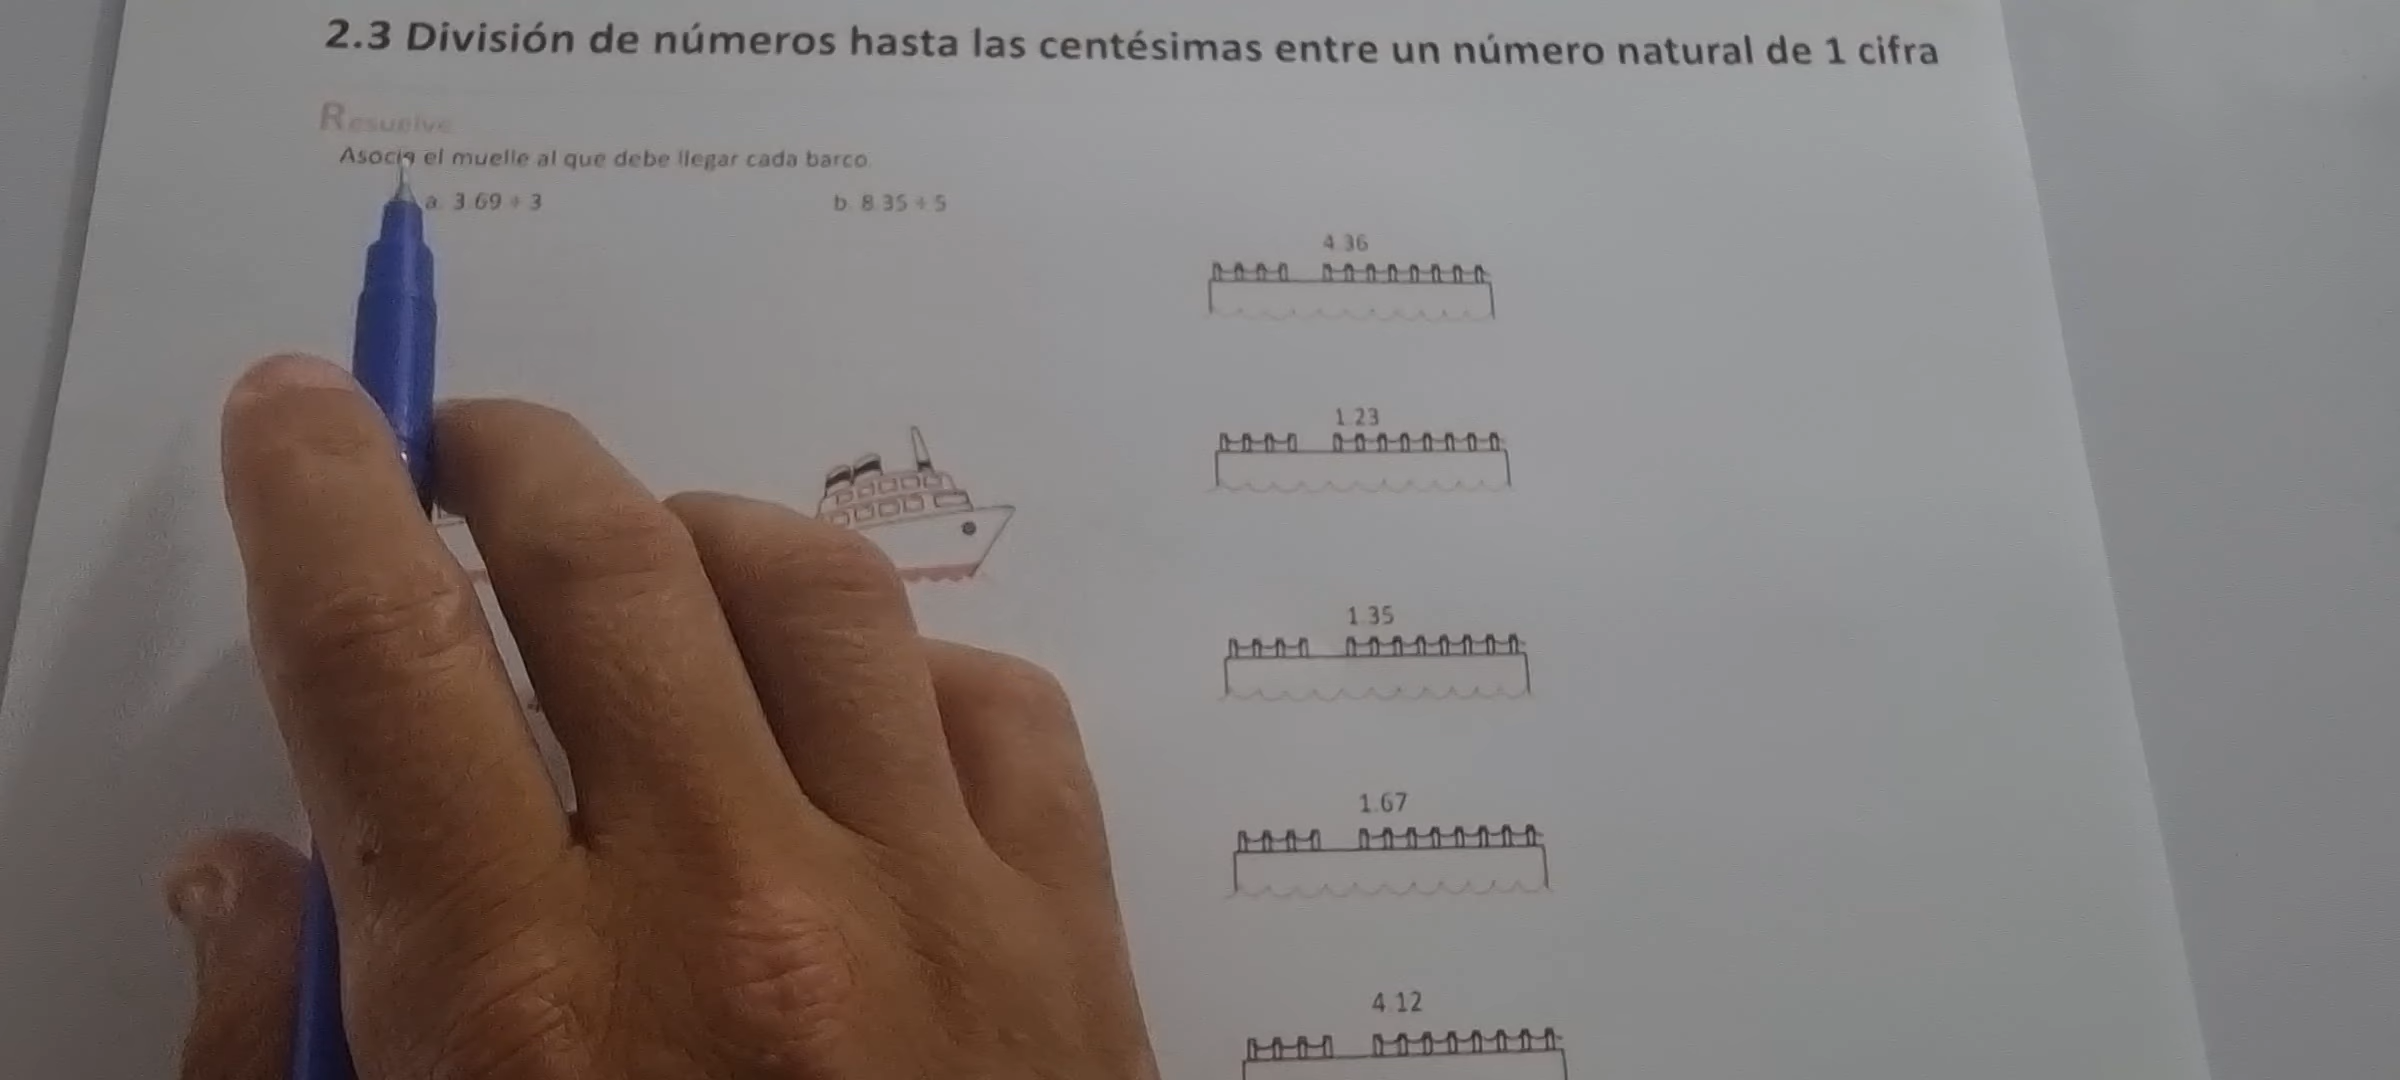 2.3 División de números hasta las centésimas entre un número natural de 1 cifra
Resuelve
Asocia el muelle al que debe llegar cada barco
a. 3.69 ÷ 3
b. 8.35 ÷ 5
4.36
1.23
1.35
1.67
4.12